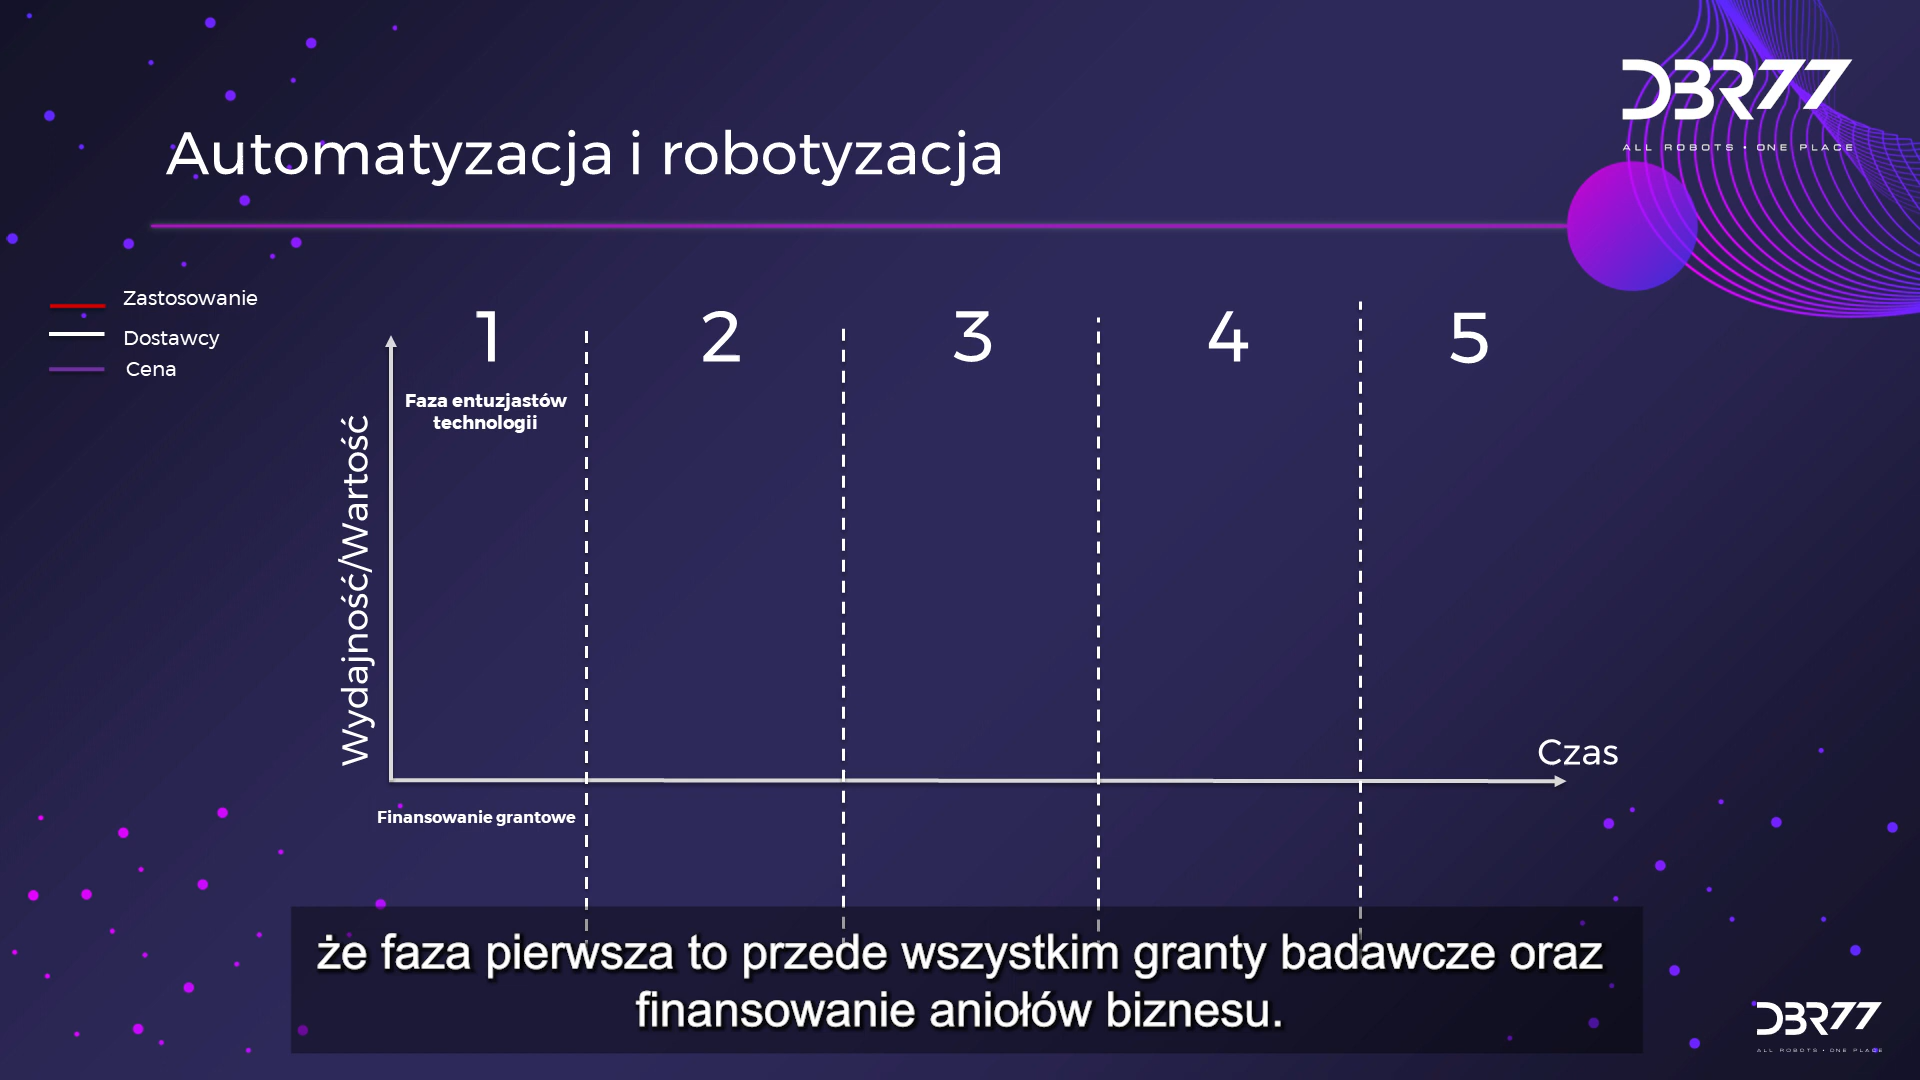 DBR77
ALL ROBOTS • ONE PLACE
Automatyzacja i robotyzacja
Zastosowanie
Dostawcy
Cena
1 2 3 4 5
Faza entuzjastów
technologii
Wydajność/Wartość
Czas
Finansowanie grantowe
że faza pierwsza to przede wszystkim granty badawcze oraz
finansowanie aniołów biznesu.
DBR77
ALL ROBOTS • ONE PLACE